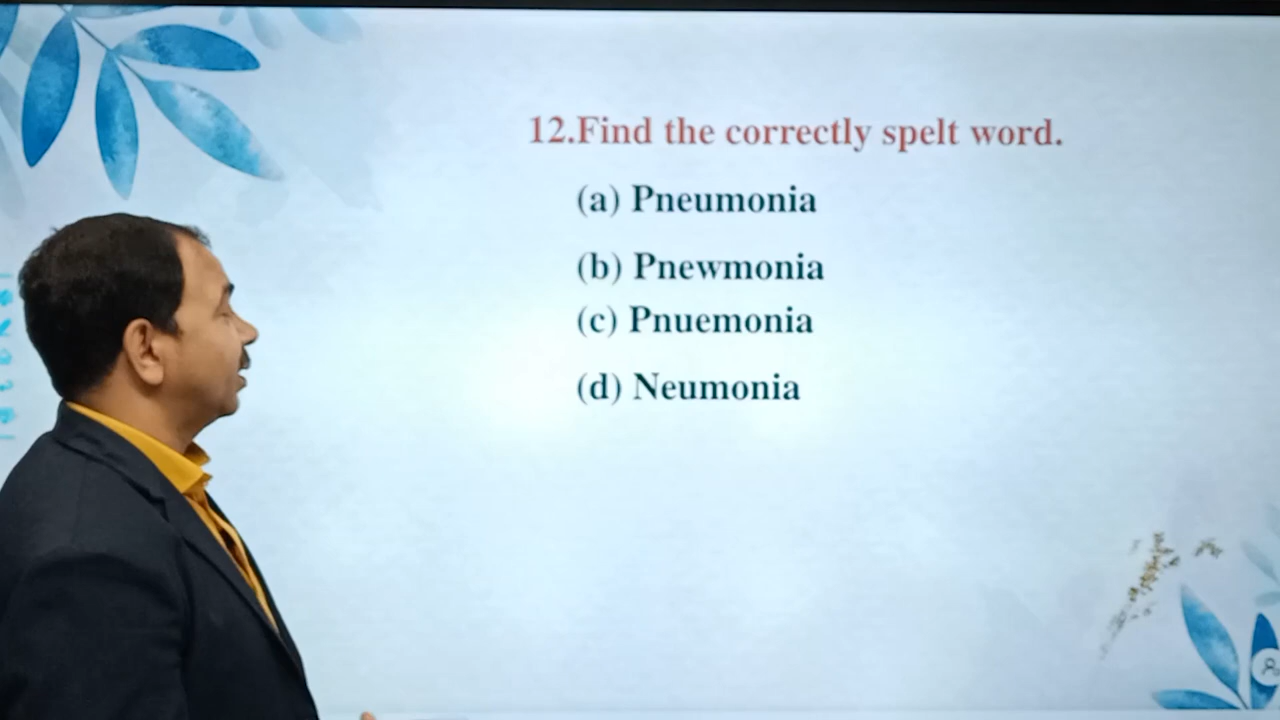 12.Find the correctly spelt word.
(a) Pneumonia
(b) Pnewmonia
(c) Pnuemonia
(d) Neumonia